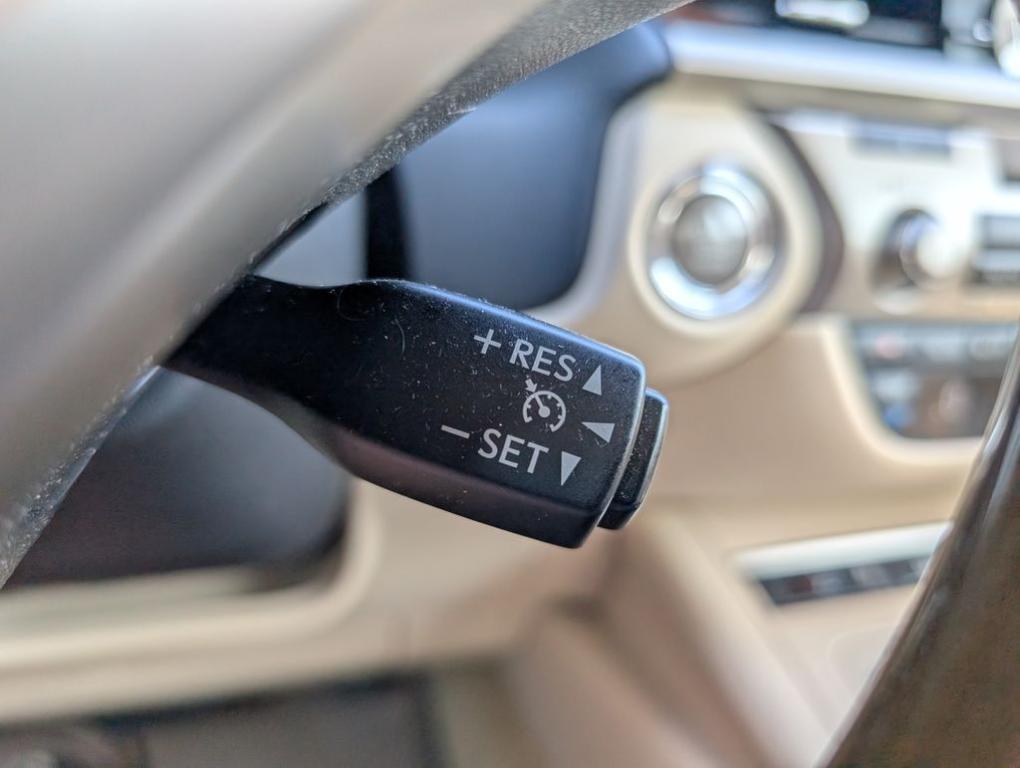 + RES
− SET